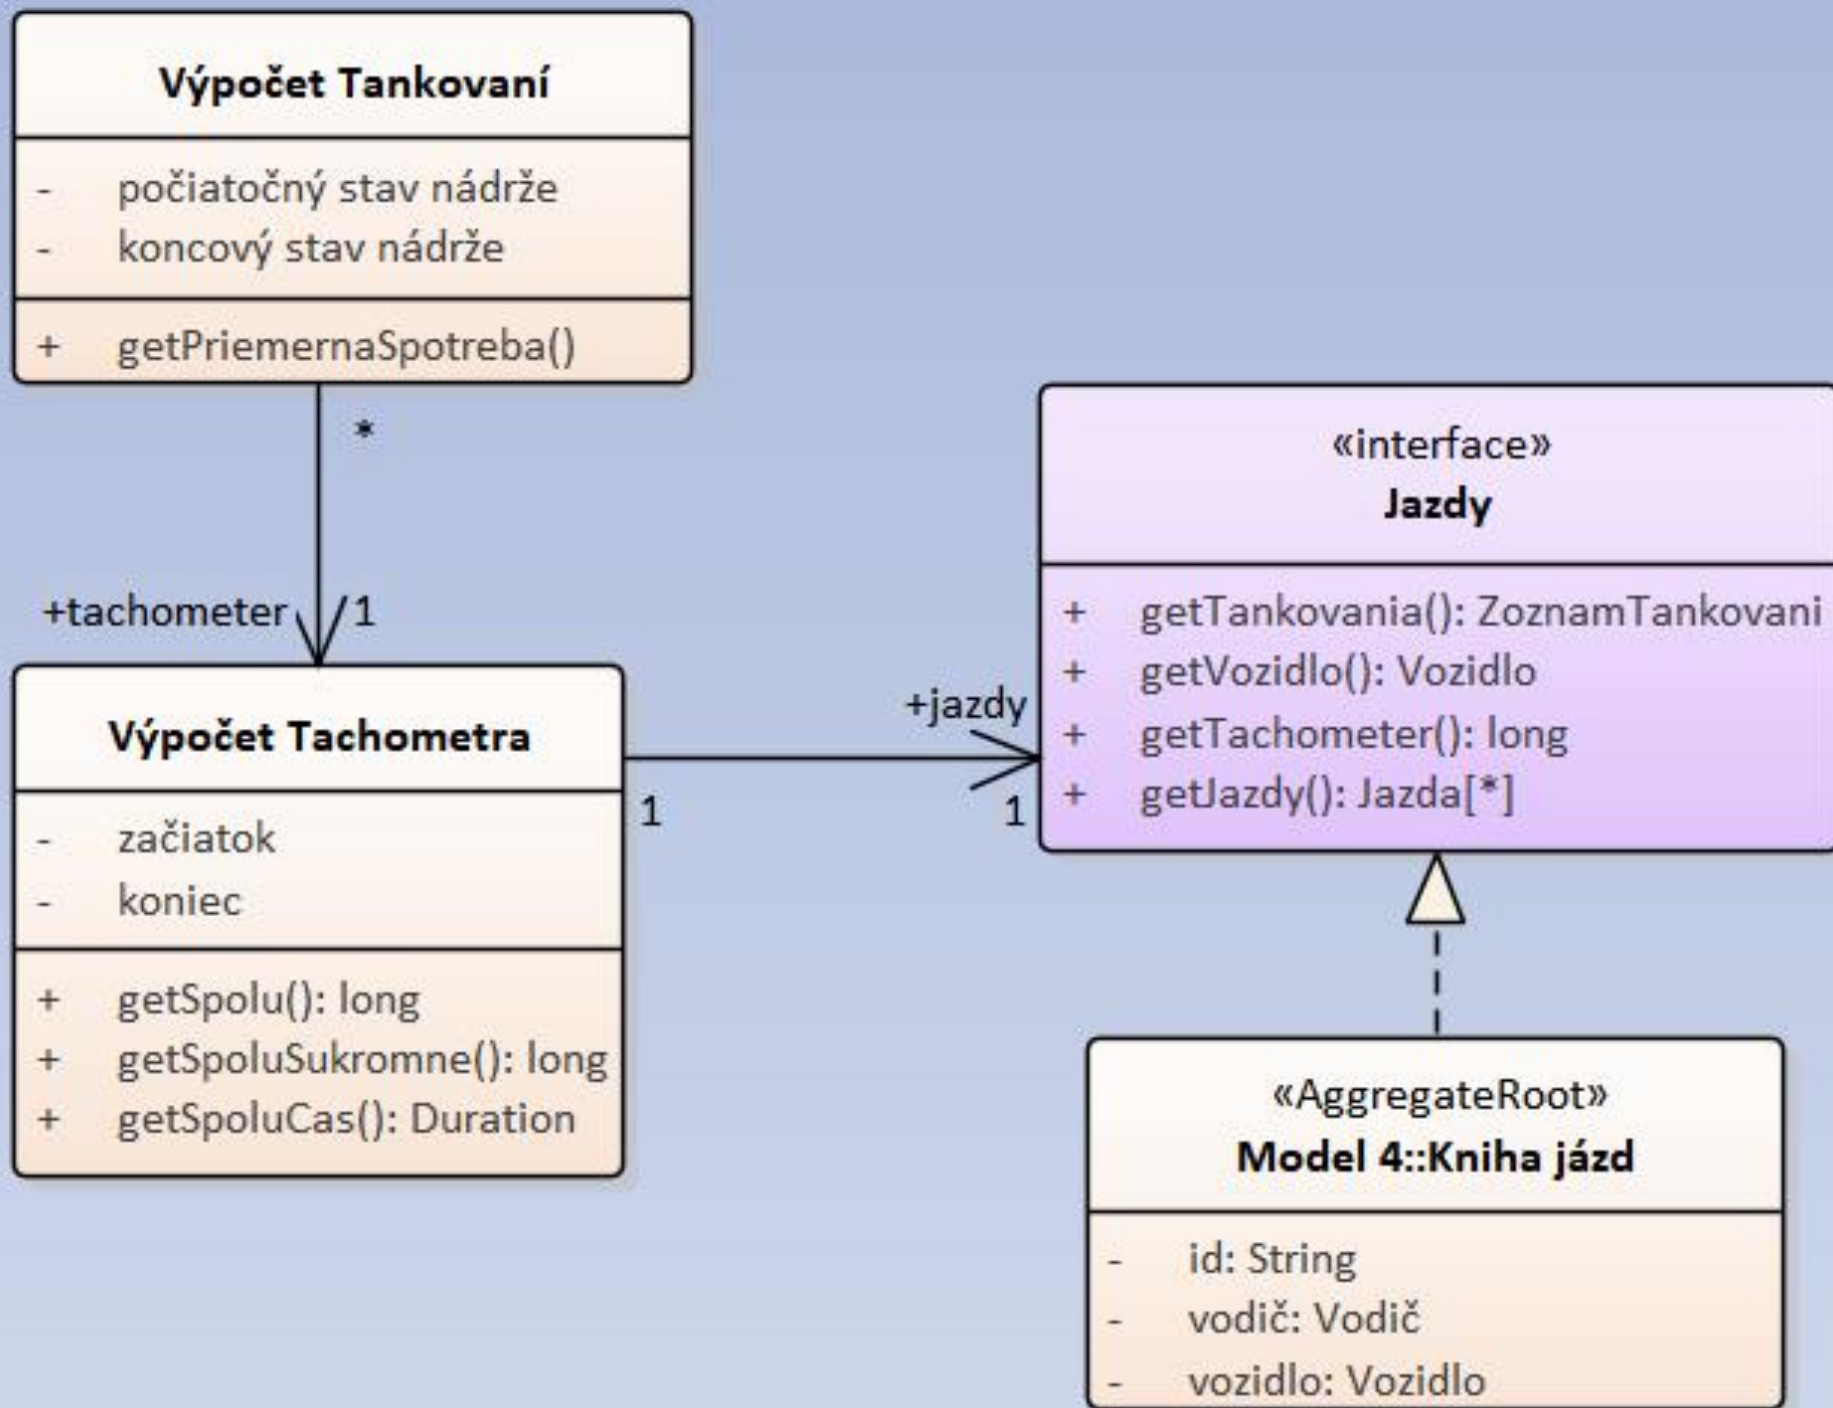 Výpočet Tankovaní
- počiatočný stav nádrže
- koncový stav nádrže
+ getPriemernaSpotreba()
*
+tachometer 1
Výpočet Tachometra
- začiatok
- koniec
+ getSpolu(): long
+ getSpoluSukromne(): long
+ getSpoluCas(): Duration
+jazdy
1 1
«interface»
Jazdy
+ getTankovania(): ZoznamTankovani
+ getVozidlo(): Vozidlo
+ getTachometer(): long
+ getJazdy(): Jazda[*]
«AggregateRoot»
Model 4::Kniha jázd
- id: String
- vodič: Vodič
- vozidlo: Vozidlo